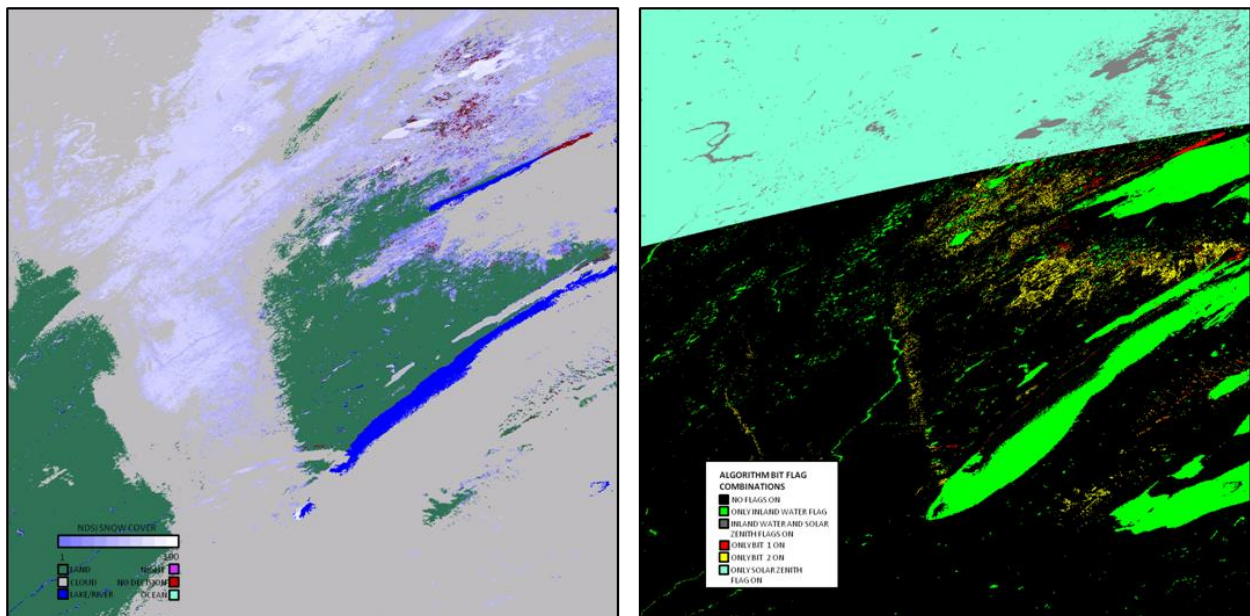 NDSI SNOW COVER
1 100
LAND NIGHT
CLOUD NO DECISION
LAKE/RIVER OCEAN
ALGORITHM BIT FLAG
COMBINATIONS
NO FLAGS ON
ONLY INLAND WATER FLAG
INLAND WATER AND SOLAR
ZENITH FLAGS ON
ONLY BIT 1 ON
ONLY BIT 2 ON
ONLY SOLAR ZENITH
FLAG ON